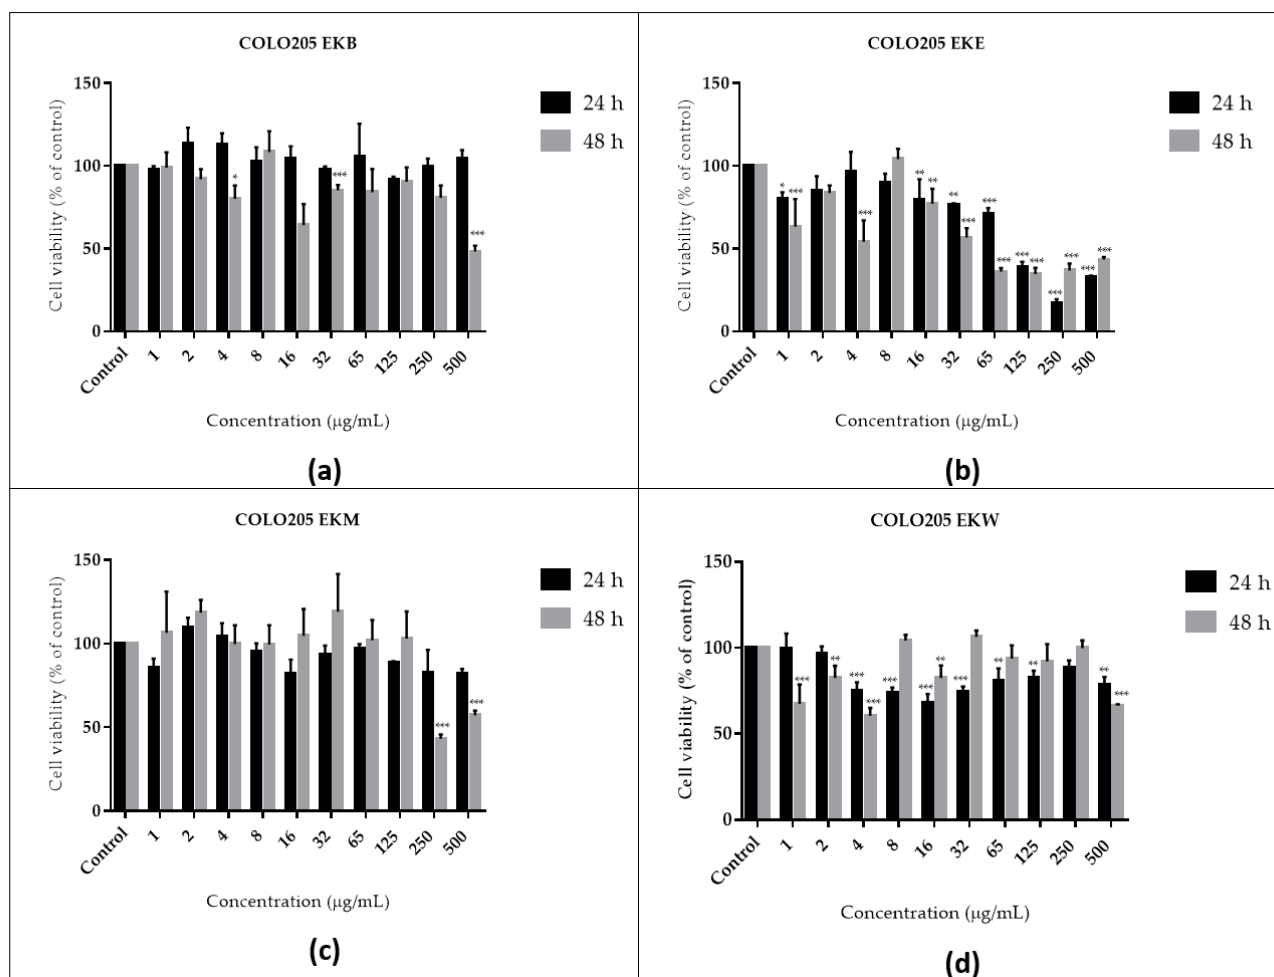 COLO205 EKB
150
100
50
0
Cell viability (% of control)
* *** ***
24 h
48 h
Control 1 2 4 8 16 32 65 125 250 500
Concentration (µg/mL)
(a)
COLO205 EKE
150
100
50
0
Cell viability (% of control)
* *** *** ** ** ** *** *** *** *** *** *** *** *** ***
24 h
48 h
Control 1 2 4 8 16 32 65 125 250 500
Concentration (µg/mL)
(b)
COLO205 EKM
150
100
50
0
Cell viability (% of control)
*** ***
24 h
48 h
Control 1 2 4 8 16 32 65 125 250 500
Concentration (µg/mL)
(c)
COLO205 EKW
150
100
50
0
Cell viability (% of control)
*** ** *** *** *** *** ** *** ** ** ** ***
24 h
48 h
Control 1 2 4 8 16 32 65 125 250 500
Concentration (µg/mL)
(d)